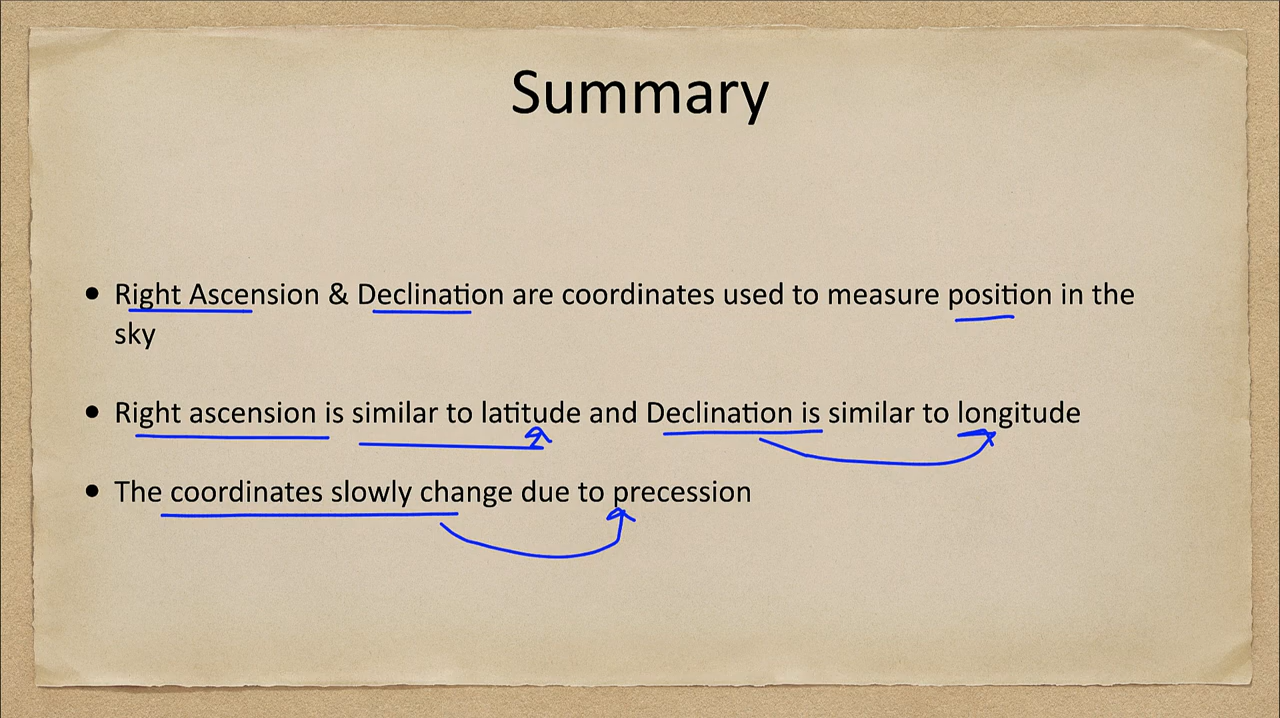 Summary
• Right Ascension & Declination are coordinates used to measure position in the
sky
• Right ascension is similar to latitude and Declination is similar to longitude
• The coordinates slowly change due to precession